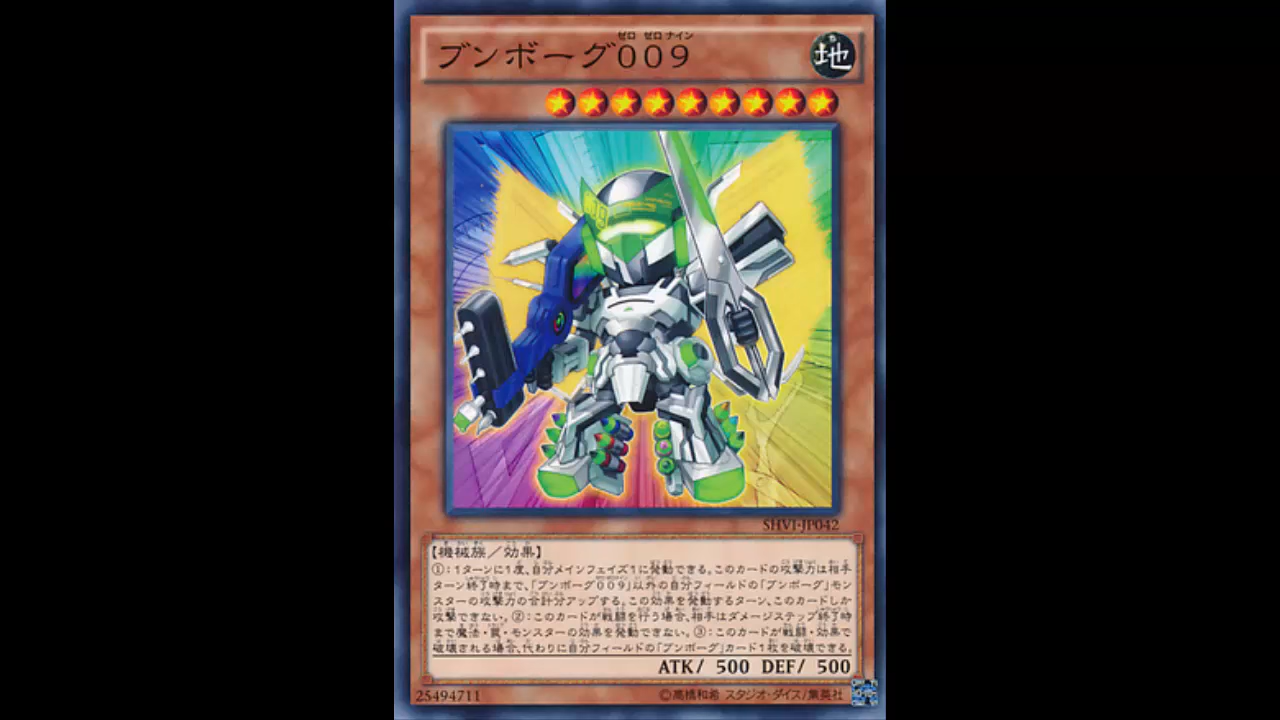 ゼロ ゼロ ナイン
ブンボーグ009
地
SHVI-JP042
【機械族／効果】
①：1ターンに1度、自分メインフェイズ1に発動できる。このカードの攻撃力は相手
ターン終了時まで、「ブンボーグ009」以外の自分フィールドの「ブンボーグ」モン
スターの攻撃力の合計分アップする。この効果を発動するターン、このカードしか
攻撃できない。②：このカードが戦闘を行う場合、相手はダメージステップ終了時
まで魔法・罠・モンスターの効果を発動できない。③：このカードが戦闘・効果で
破壊される場合、代わりに自分フィールドの「ブンボーグ」カード1枚を破壊できる。
ATK/ 500 DEF/ 500
25494711
©高橋和希 スタジオ・ダイス/集英社